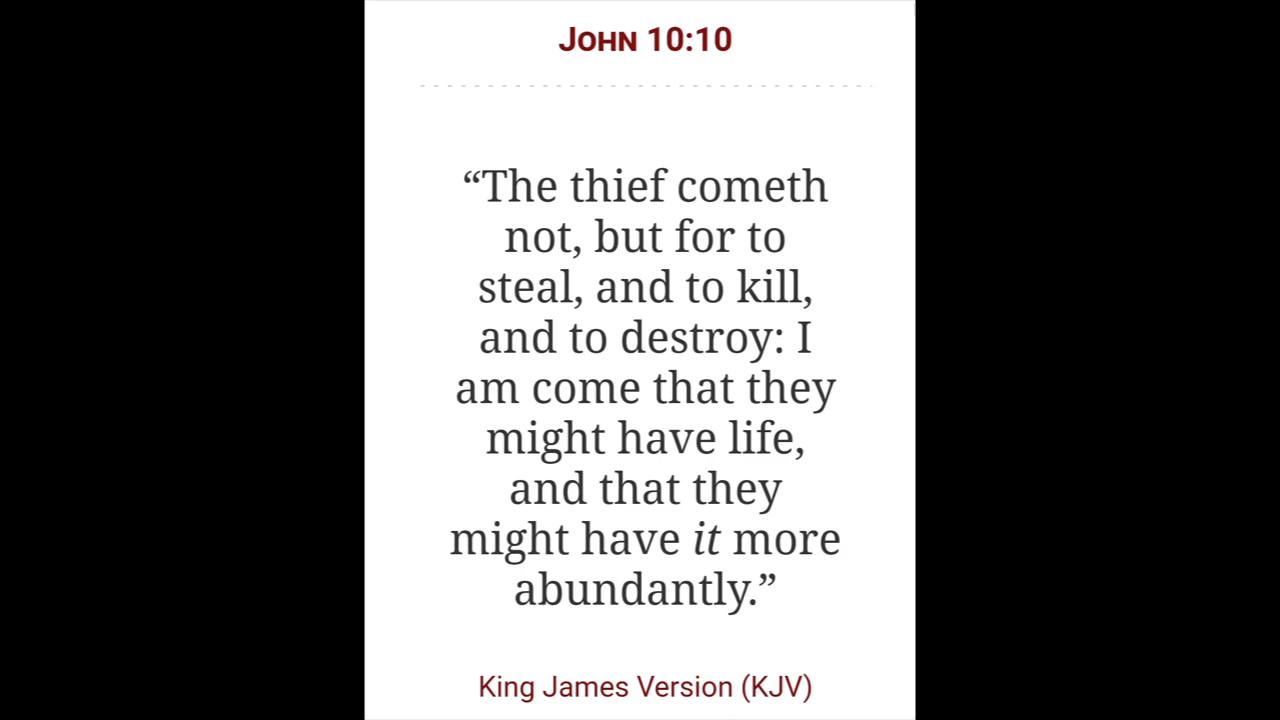 John 10:10
“The thief cometh
not, but for to
steal, and to kill,
and to destroy: I
am come that they
might have life,
and that they
might have it more
abundantly.”
King James Version (KJV)